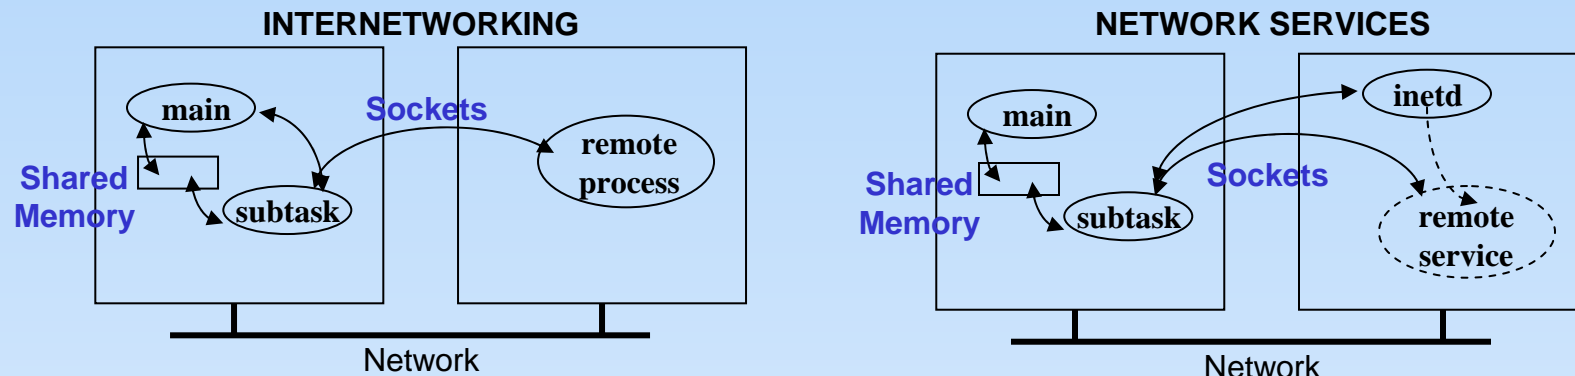 INTERNETWORKING
main
Sockets
remote
process
Shared
Memory
subtask
Network
NETWORK SERVICES
inetd
main
Sockets
Shared
Memory
subtask
remote
service
Network